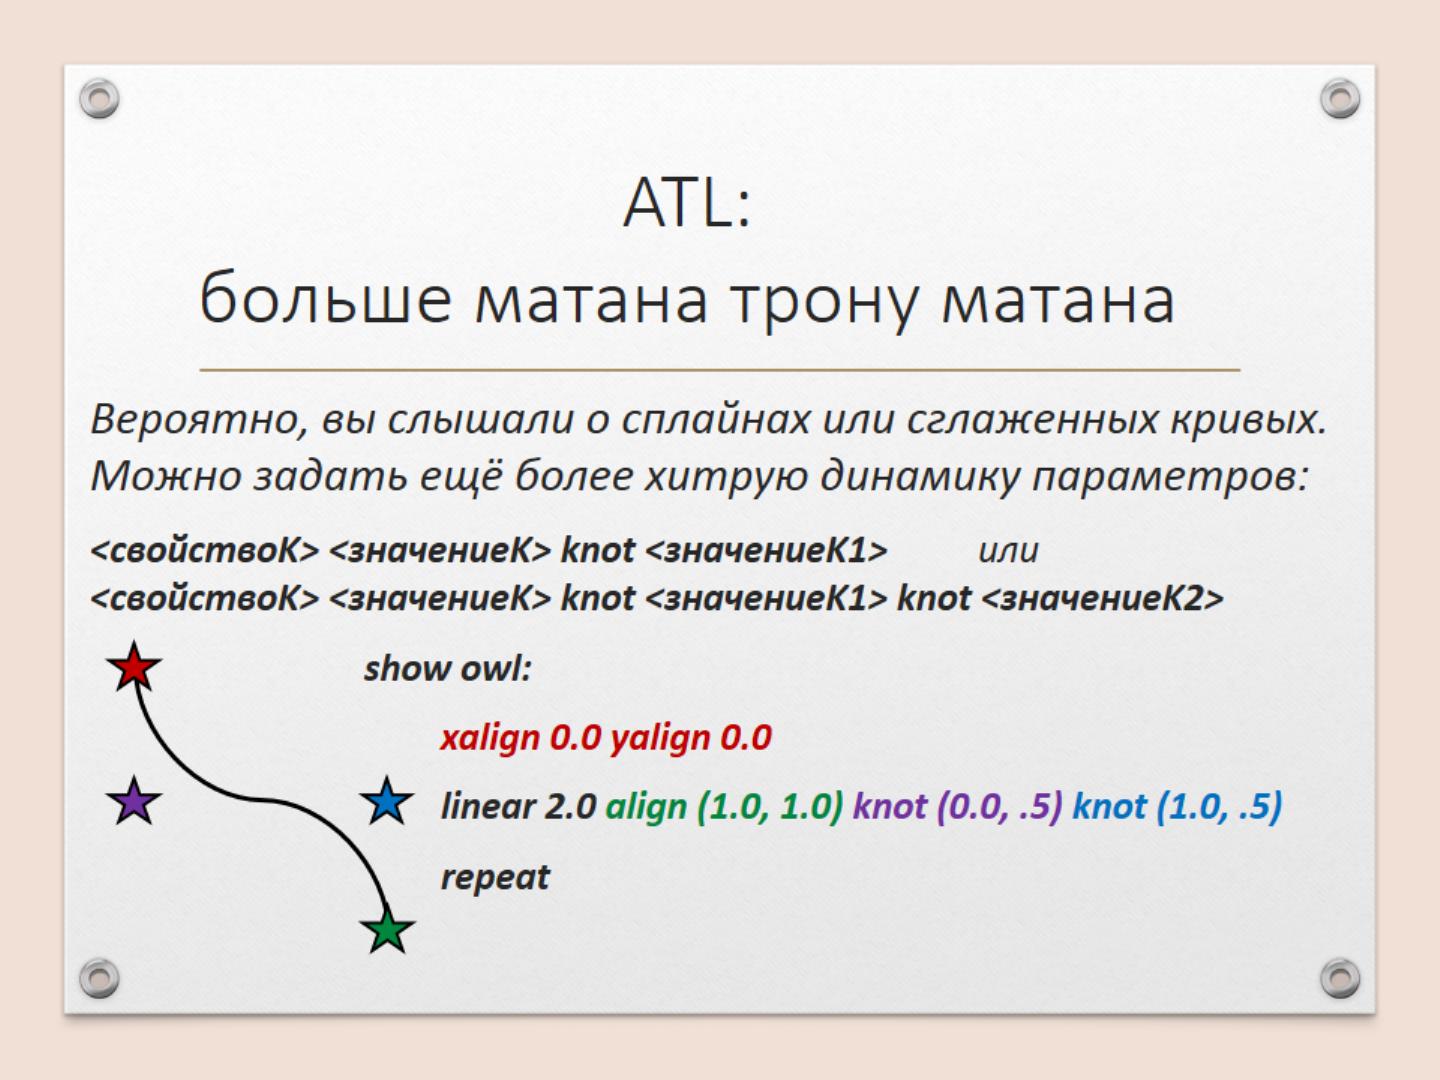 ATL:
больше матана трону матана
Вероятно, вы слышали о сплайнах или сглаженных кривых.
Можно задать ещё более хитрую динамику параметров:
<свойствоK> <значениеK> knot <значениеK1> или
<свойствоK> <значениеK> knot <значениеK1> knot <значениеK2>
show owl:
xalign 0.0 yalign 0.0
linear 2.0 align (1.0, 1.0) knot (0.0, .5) knot (1.0, .5)
repeat